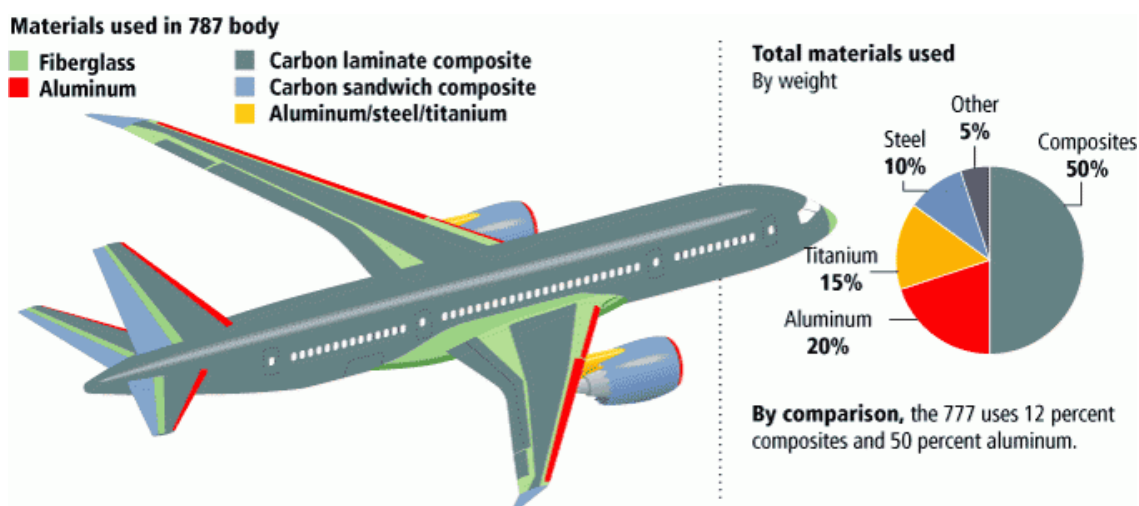 Materials used in 787 body
Fiberglass
Aluminum
Carbon laminate composite
Carbon sandwich composite
Aluminum/steel/titanium
Total materials used
By weight
Other
5%
Steel
10%
Composites
50%
Titanium
15%
Aluminum
20%
By comparison, the 777 uses 12 percent
composites and 50 percent aluminum.